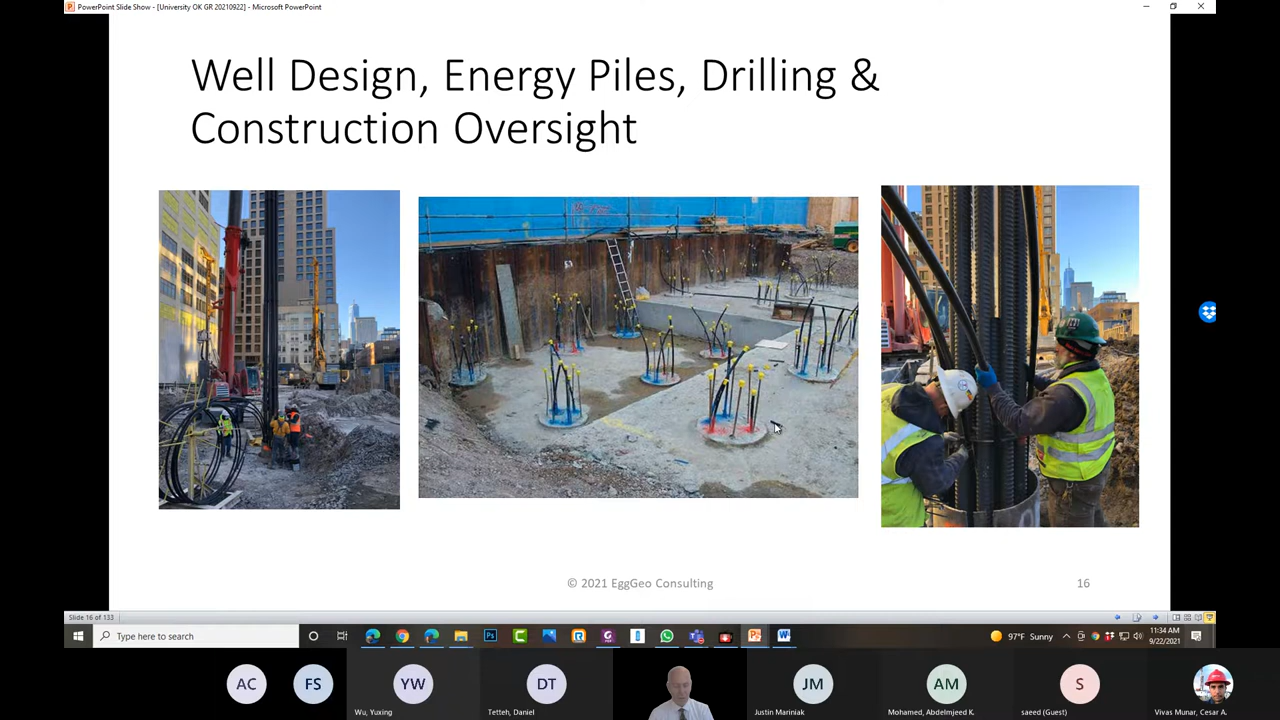 PowerPoint Slide Show - [University OK GR 20210922] - Microsoft PowerPoint
Well Design, Energy Piles, Drilling &
Construction Oversight
© 2021 EggGeo Consulting
16
Slide 16 of 133
Type here to search
97°F Sunny
11:34 AM
9/22/2021
AC
FS
YW
DT
JM
AM
S
Wu, Yuxing
Tetteh, Daniel
Justin Mariniak
Mohamed, Abdelmjeed K.
saeed (Guest)
Vivas Munar, Cesar A.